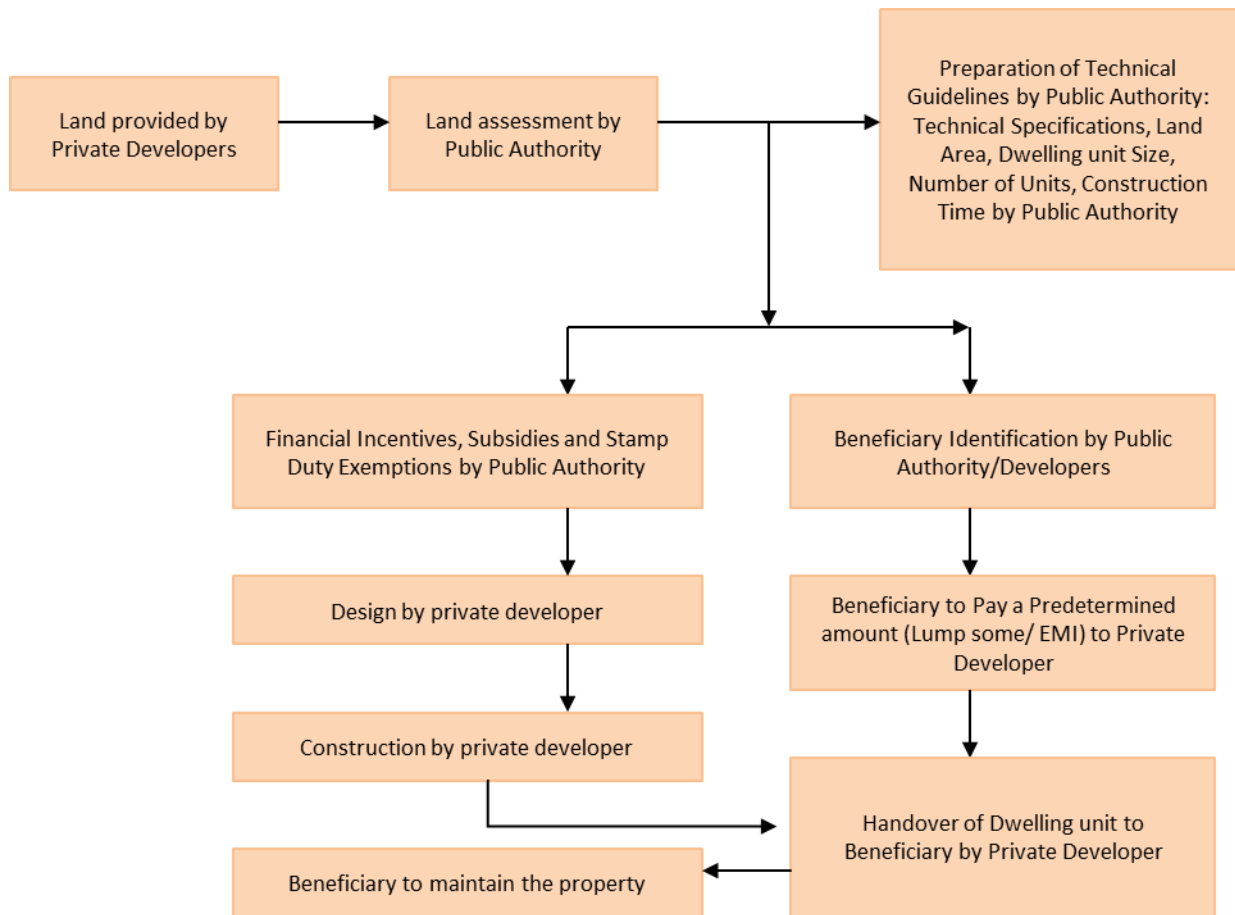 Land provided by
Private Developers
Land assessment by
Public Authority
Preparation of Technical
Guidelines by Public Authority:
Technical Specifications, Land
Area, Dwelling unit Size,
Number of Units, Construction
Time by Public Authority
Financial Incentives, Subsidies and Stamp
Duty Exemptions by Public Authority
Beneficiary Identification by Public
Authority/Developers
Design by private developer
Beneficiary to Pay a Predetermined
amount (Lump some/ EMI) to Private
Developer
Construction by private developer
Handover of Dwelling unit to
Beneficiary by Private Developer
Beneficiary to maintain the property